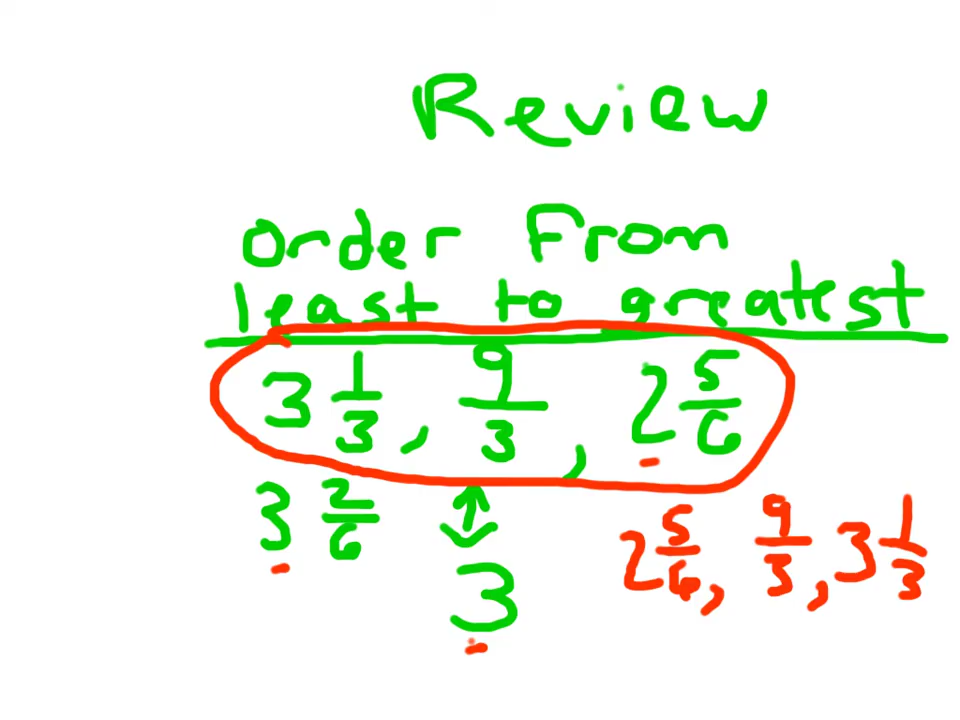 Review
Order From
least to greatest
3 1/3, 9/3, 2 5/6
3 2/6
3
2 5/6, 9/3, 3 1/3